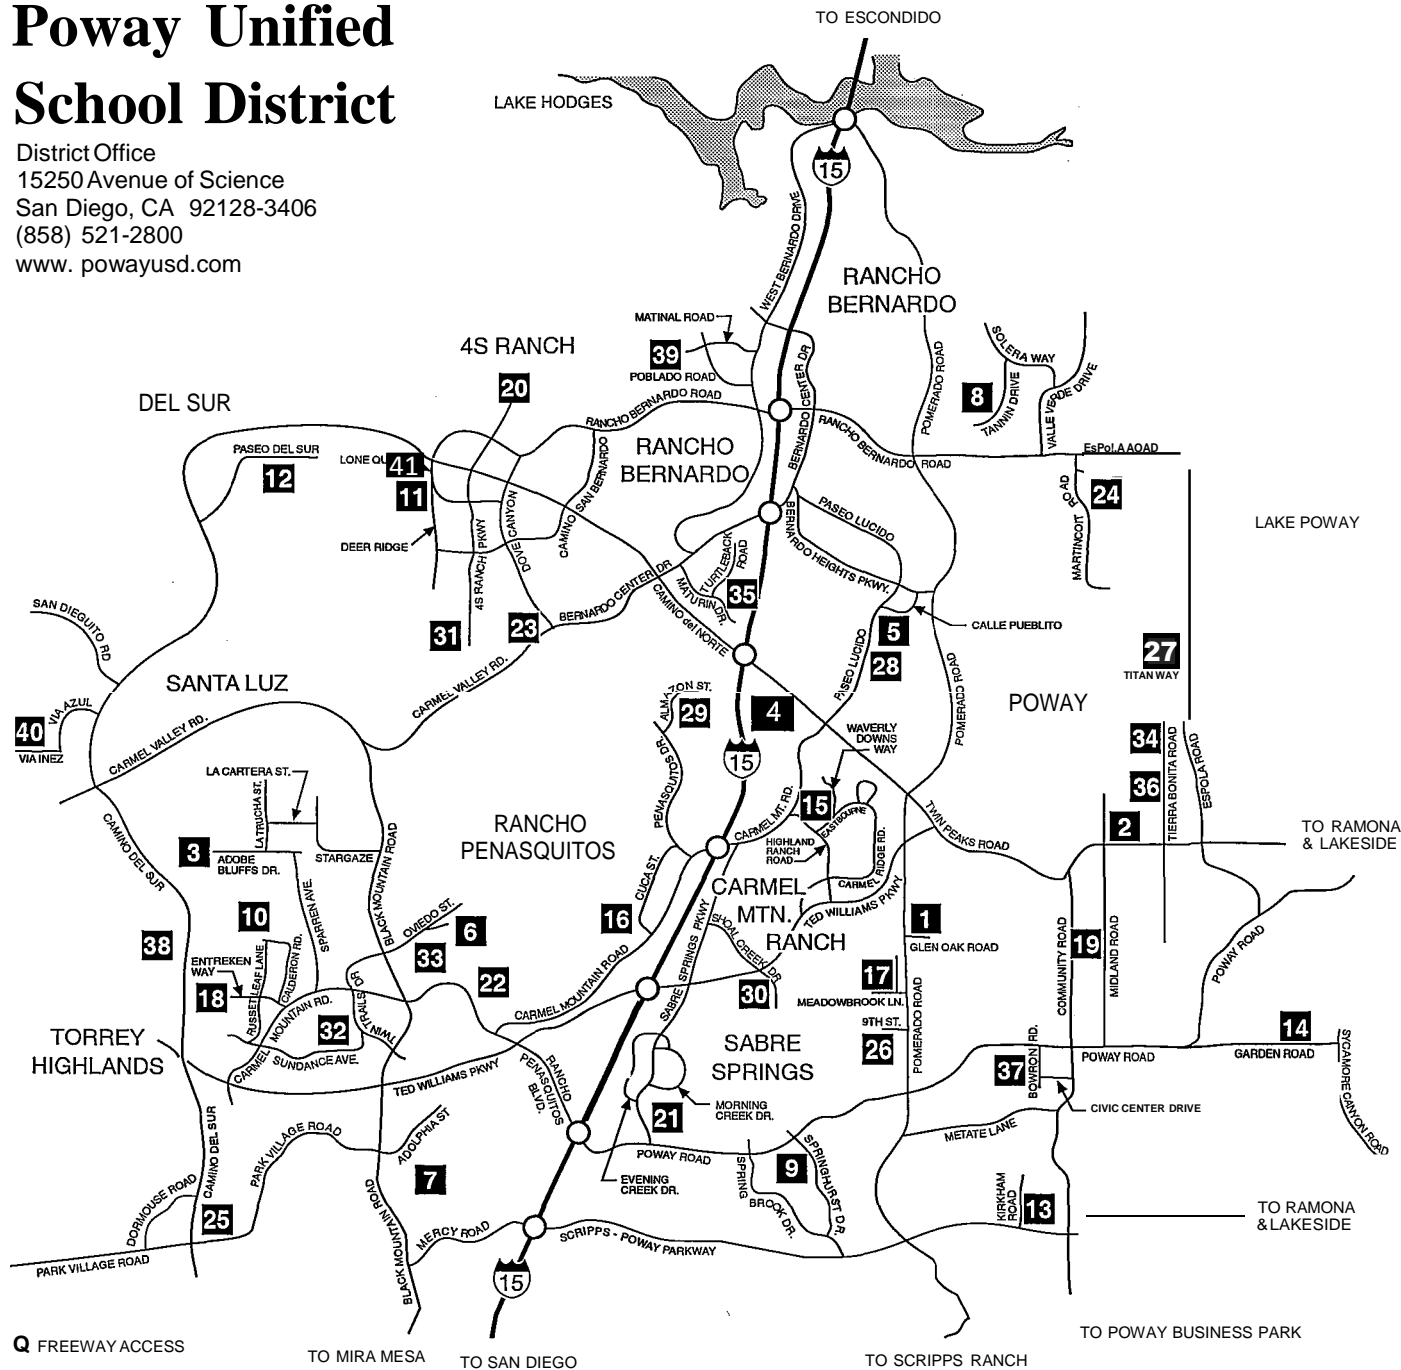 Poway Unified
School District
District Office
15250 Avenue of Science
San Diego, CA 92128-3406
(858) 521-2800
www. powayusd.com
TO ESCONDIDO
LAKE HODGES
15
WEST BERNARDO DRIVE
RANCHO
BERNARDO
MATINAL ROAD
39
POBLADO ROAD
4S RANCH
20
DEL SUR
RANCHO BERNARDO ROAD
BERNARDO CENTER DR
POMERADO ROAD
SOLERA WAY
8
TANNIN DRIVE
VALLE VERDE DRIVE
PASEO DEL SUR
12
LONE QU
41
11
RANCHO
BERNARDO
RANCHO BERNARDO ROAD
EsPol.A AOAD
24
MARTINCOIT ROAD
LAKE POWAY
DEER RIDGE
4S RANCH PKWY
DOVE CANYON
CAMINO SAN BERNARDO
PASEO LUCIDO
BERNARDO HEIGHTS PKWY.
TURTLEBACK
ROAD
MATURIN DR.
35
BERNARDO CENTER DR
CAMINO del NORTE
SAN DIEGUITO RD
31
23
5
CALLE PUEBLITO
28
PASEO LUCIDO
POMERADO ROAD
27
TITAN WAY
SANTA LUZ
CARMEL VALLEY RD.
ALMAZON ST.
29
4
POWAY
VIA AZUL
40
VIA INEZ
CARMEL VALLEY RD.
WAVERLY
DOWNS
WAY
34
36
TIERRA BONITA ROAD
ESPOLA ROAD
15
LA CARTERA ST.
LA TRUCHA ST.
PENASQUITOS DR.
CARMEL MT. RD.
15
EASTBOURNE
TWIN PEAKS ROAD
2
TO RAMONA
& LAKESIDE
CAMINO DEL SUR
3
ADOBE
BLUFFS DR.
STARGAZE
BLACK MOUNTAIN ROAD
RANCHO
PENASQUITOS
HIGHLAND
RANCH
ROAD
CARMEL RIDGE RD.
CUCA ST.
CARMEL
MTN.
RANCH
TED WILLIAMS PKWY
10
SPARREN AVE.
OVIEDO ST.
6
16
SHOAL CREEK DR
1
GLEN OAK ROAD
COMMUNITY ROAD
19
MIDLAND ROAD
POWAY ROAD
38
ENTREKEN
WAY
18
RUSSET LEAF LANE
CALDERON RD.
33
22
CARMEL MOUNTAIN ROAD
SABRE SPRINGS PKWY
30
17
MEADOWBROOK LN.
9TH ST.
26
POMERADO ROAD
TORREY
HIGHLANDS
CARMEL MOUNTAIN RD.
32
SUNDANCE AVE.
TWIN TRAILS DR
TED WILLIAMS PKWY
RANCHO
PENASQUITOS
BLVD.
SABRE
SPRINGS
37
BOWRON RD.
POWAY ROAD
14
GARDEN ROAD
SYCAMORE CANYON ROAD
MORNING
CREEK DR.
21
CIVIC CENTER DRIVE
METATE LANE
CAMINO DEL SUR
PARK VILLAGE ROAD
ADOLPHIA ST
7
EVENING
CREEK DR.
POWAY ROAD
SPRING BROOK DR.
9
SPRINGHURST DR.
KIRKHAM
ROAD
13
TO RAMONA
& LAKESIDE
DORMOUSE ROAD
25
PARK VILLAGE ROAD
BLACK MOUNTAIN ROAD
MERCY ROAD
SCRIPPS - POWAY PARKWAY
15
Q FREEWAY ACCESS
TO MIRA MESA
TO SAN DIEGO
TO SCRIPPS RANCH
TO POWAY BUSINESS PARK